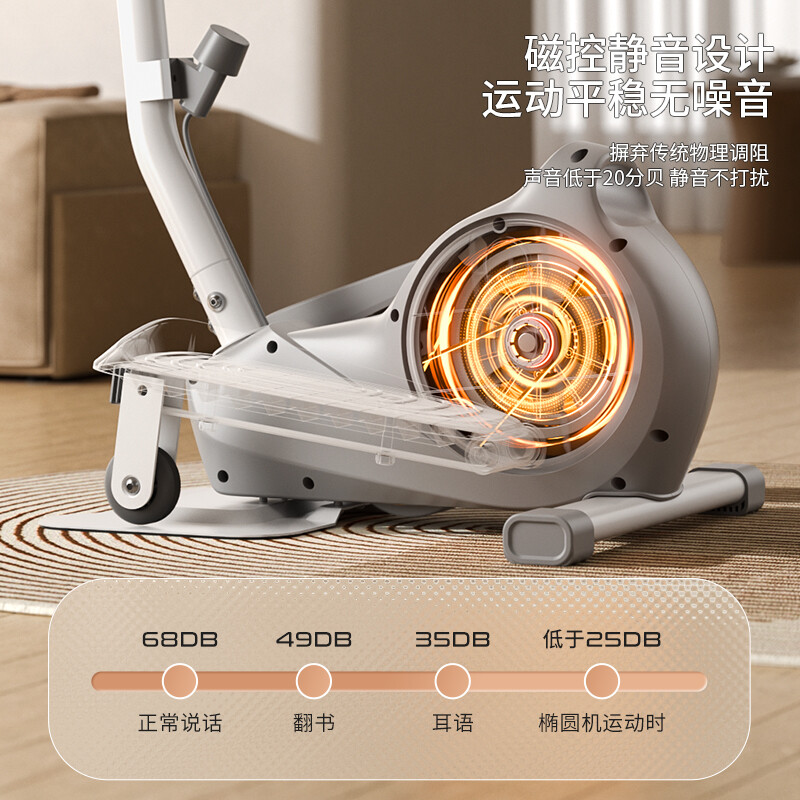 磁控静音设计
运动平稳无噪音
摒弃传统物理调阻
声音低于20分贝 静音不打扰
68DB 49DB 35DB 低于25DB
正常说话 翻书 耳语 椭圆机运动时